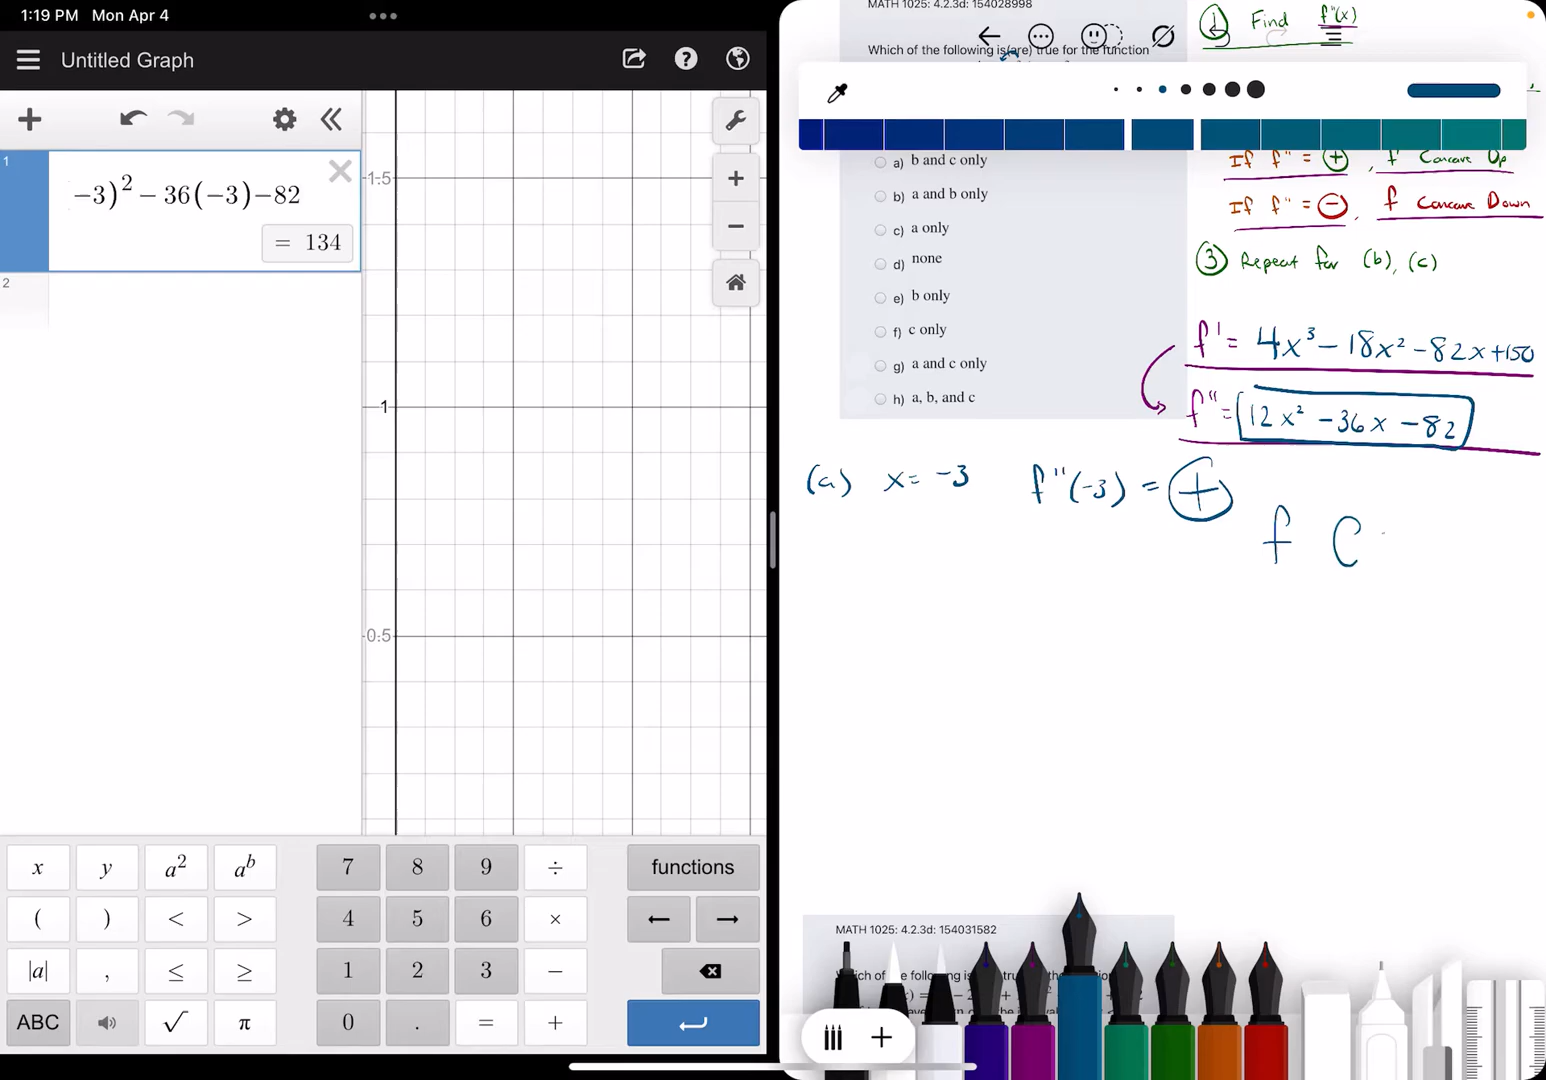 1:19 PM Mon Apr 4
Untitled Graph
1
−3)² − 36(−3) −82
= 134
2
1.5
1
0.5
x y a² a^b 7 8 9 ÷ functions
( ) < > 4 5 6 × ← →
|a| , ≤ ≥ 1 2 3 −
ABC √ π 0 . = +
MATH 1025: 4.2.3d: 154028998
Which of the following is(are) true for the function
a) b and c only
b) a and b only
c) a only
d) none
e) b only
f) c only
g) a and c only
h) a, b, and c
① Find f"(x)
If f" = ⊕, f Concave Up
If f" = ⊖, f Concave Down
③ Repeat for (b), (c)
f' = 4x³ − 18x² − 82x + 150
f" = 12x² − 36x − 82
(a) x = −3 f"(−3) = ⊕
f C
MATH 1025: 4.2.3d: 154031582